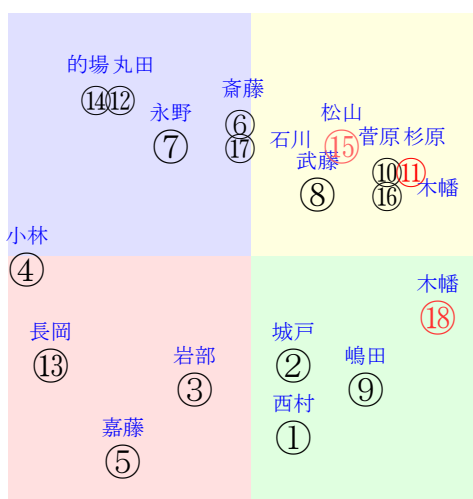 的場 丸田
⑭⑫
永野
⑦
斎藤
⑥
⑰
石川
松山
⑮
武藤
⑧
菅原 杉原
⑩⑪
⑯
木幡
小林
④
木幡
⑱
長岡
⑬
岩部
③
城戸
②
嶋田
⑨
西村
①
嘉藤
⑤